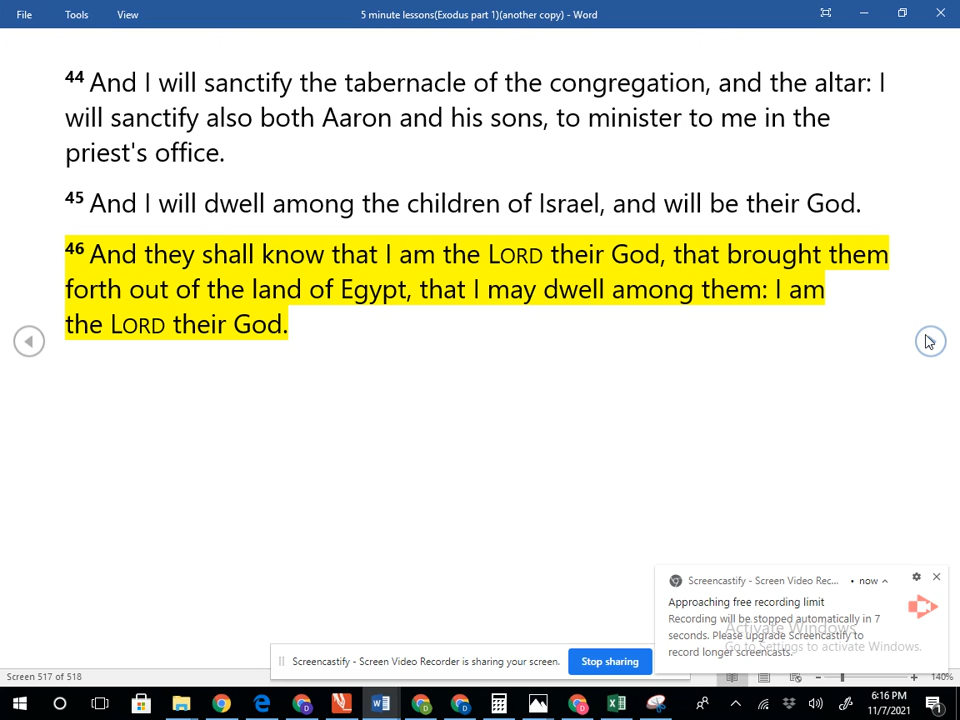 File Tools View 5 minute lessons(Exodus part 1)(another copy) - Word
44 And I will sanctify the tabernacle of the congregation, and the altar: I
will sanctify also both Aaron and his sons, to minister to me in the
priest's office.
45 And I will dwell among the children of Israel, and will be their God.
46 And they shall know that I am the LORD their God, that brought them
forth out of the land of Egypt, that I may dwell among them: I am
the LORD their God.
Screencastify - Screen Video Rec... • now
Approaching free recording limit
Recording will be stopped automatically in 7
seconds. Please upgrade Screencastify to
record longer screencasts.
Activate Windows
Go to Settings to activate Windows.
Screencastify - Screen Video Recorder is sharing your screen. Stop sharing
Screen 517 of 518 140%
6:16 PM
11/7/2021